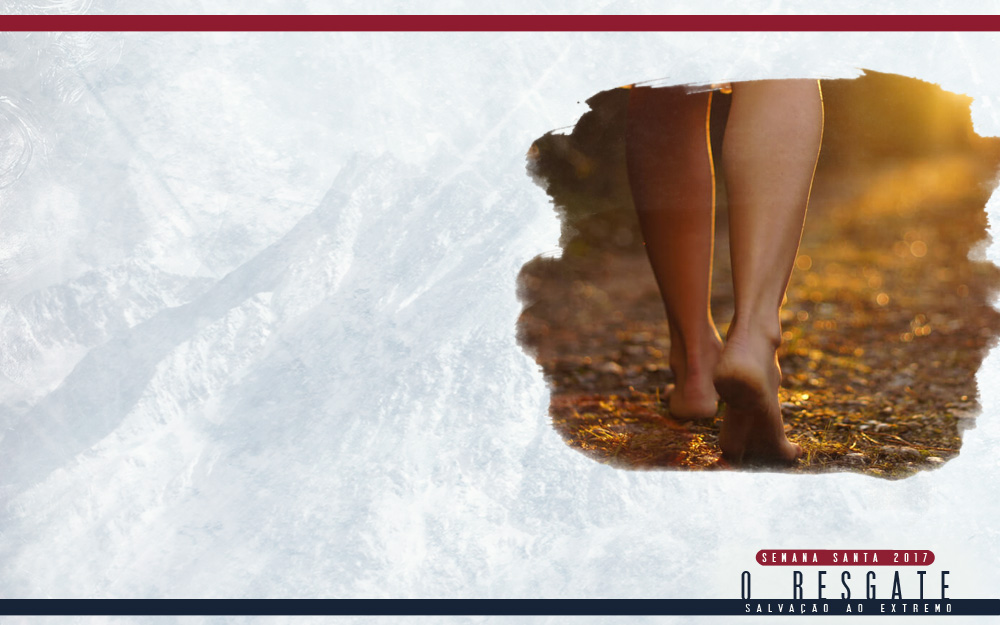 SEMANA SANTA 2017
O RESGATE
SALVAÇÃO AO EXTREMO